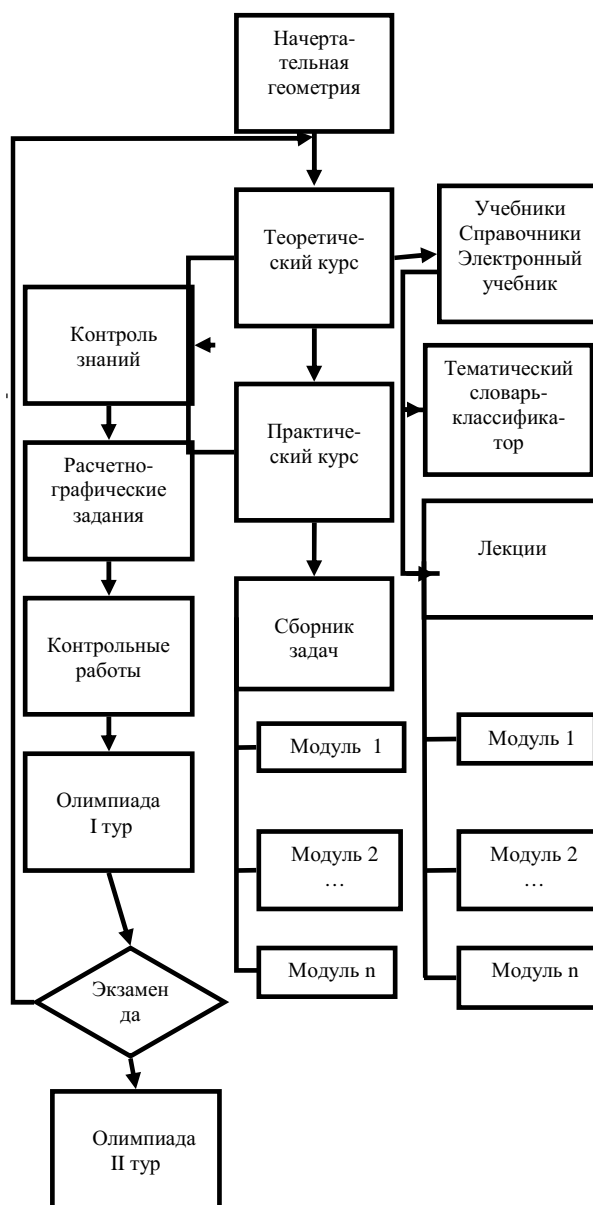 Начерта-
тельная
геометрия
Теоретиче-
ский курс
Учебники
Справочники
Электронный
учебник
Контроль
знаний
Тематический
словарь-
классифика-
тор
Практиче-
ский курс
Расчетно-
графические
задания
Лекции
Сборник
задач
Контрольные
работы
Модуль 1
Модуль 1
Олимпиада
I тур
Модуль 2
…
Модуль 2
…
Модуль n
Модуль n
Экзамен
да
Олимпиада
II тур